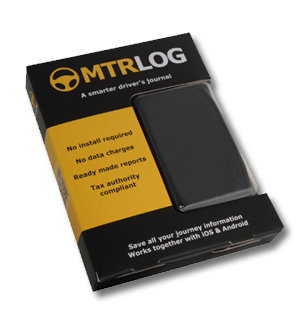 MTRLOG
A smarter driver's journal
No install required
No data charges
Ready made reports
Tax authority
compliant
Save all your journey information
Works together with iOS & Android